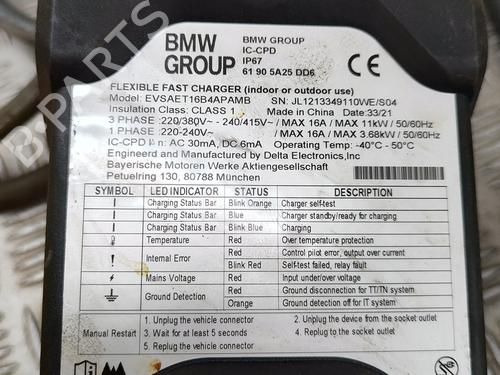 BMW GROUP
BMW GROUP
IC-CPD
IP67
61 90 5A25 DD6
FLEXIBLE FAST CHARGER (indoor or outdoor use)
Model: EVSAET16B4APAMB SN: JL1213349110WE/S04
Insulation Class: CLASS 1 Made in China Date:33/21
3 PHASE :220/380V~ - 240/415V~ / MAX 16A / MAX 11kW / 50/60Hz
1 PHASE :220-240V~ / MAX 16A / MAX 3.68kW / 50/60Hz
IC-CPD I n: AC 30mA, DC 6mA Operating Temp: -40°C - 50°C
Engineerd and Manufactured by Delta Electronics,Inc
Bayerische Motoren Werke Aktiengesellschaft
Petuelring 130, 80788 München
SYMBOL LED INDICATOR STATUS DESCRIPTION
Charging Status Bar Blink Orange Charger self-test
Charging Status Bar Blue Charger standby/ready for charging
Charging Status Bar Blink Blue Charging
Temperature Red Over temperature protection
! Internal Error Red Control pilot error, output over current
Blink Red Self-test failed, relay fault
Mains Voltage Red Input under/over voltage
Ground Detection Red Ground disconnection for TT/TN system
Orange Ground detection off for IT system
Manual Restart 1. Unplug the vehicle connector 2. Unplug the device from the socket outlet
3. Wait for at least 5 seconds 4. Replug to the socket outlet
5. Replug the vehicle connector